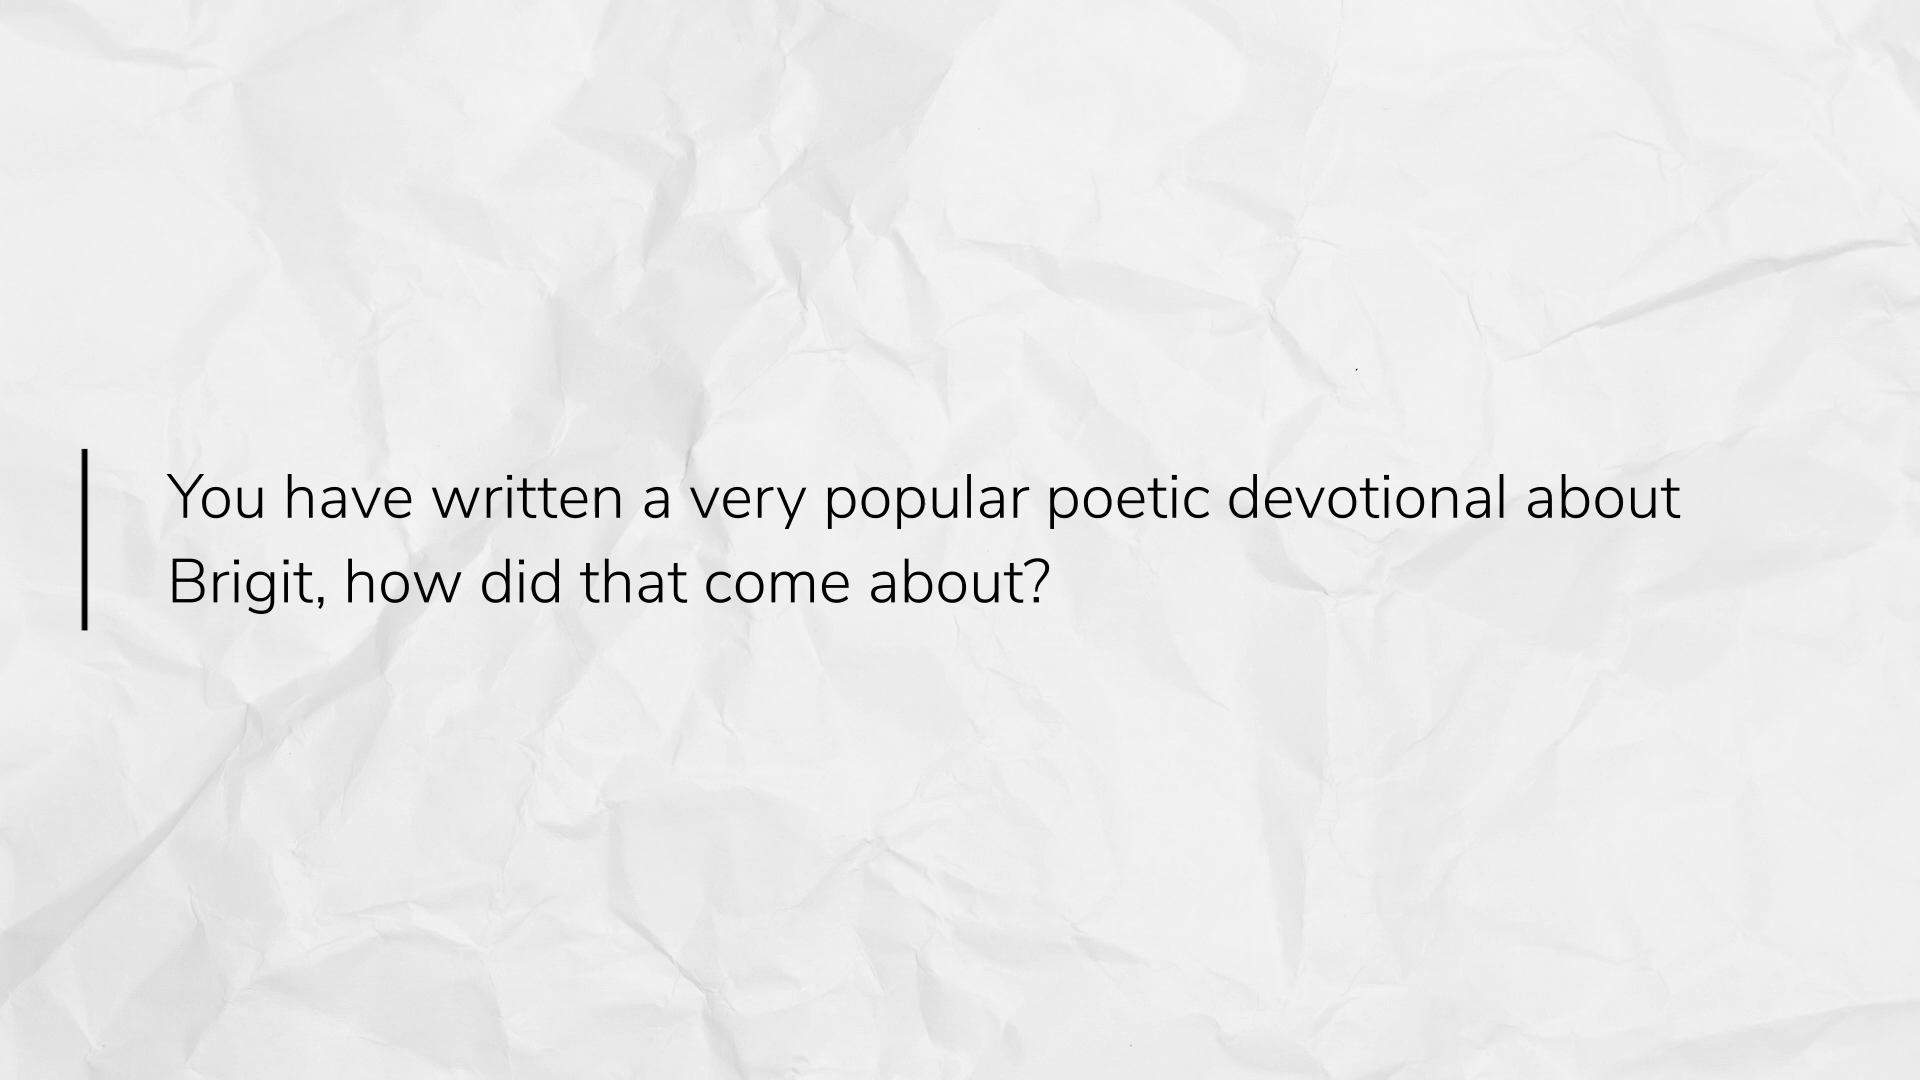 You have written a very popular poetic devotional about
Brigit, how did that come about?